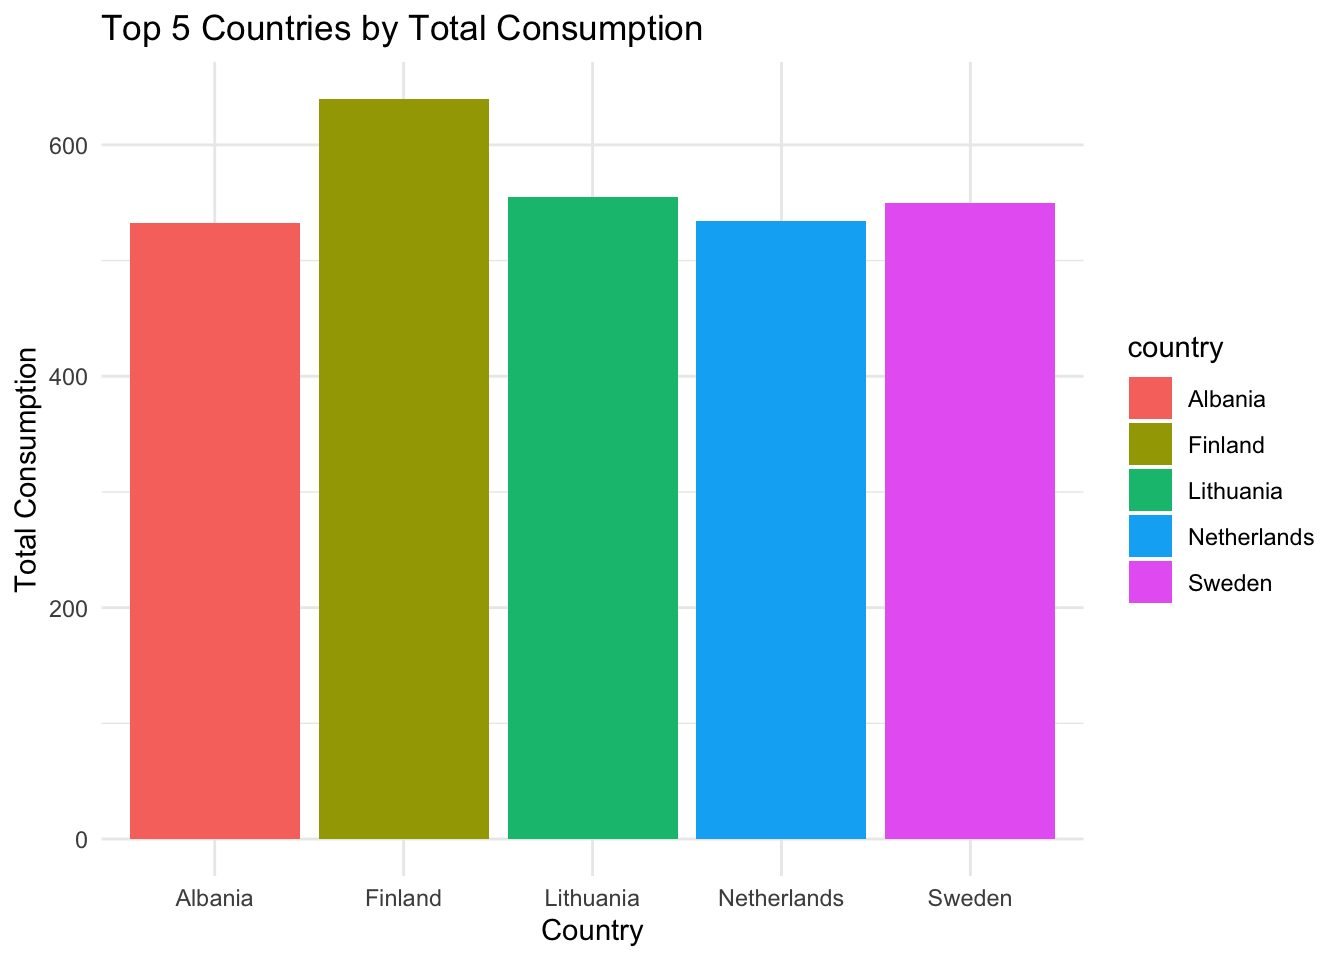 Top 5 Countries by Total Consumption
Total Consumption
600
400
200
0
Albania
Finland
Lithuania
Netherlands
Sweden
Country
country
Albania
Finland
Lithuania
Netherlands
Sweden